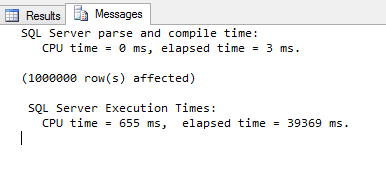 Results Messages
SQL Server parse and compile time:
CPU time = 0 ms, elapsed time = 3 ms.
(1000000 row(s) affected)
SQL Server Execution Times:
CPU time = 655 ms,  elapsed time = 39369 ms.